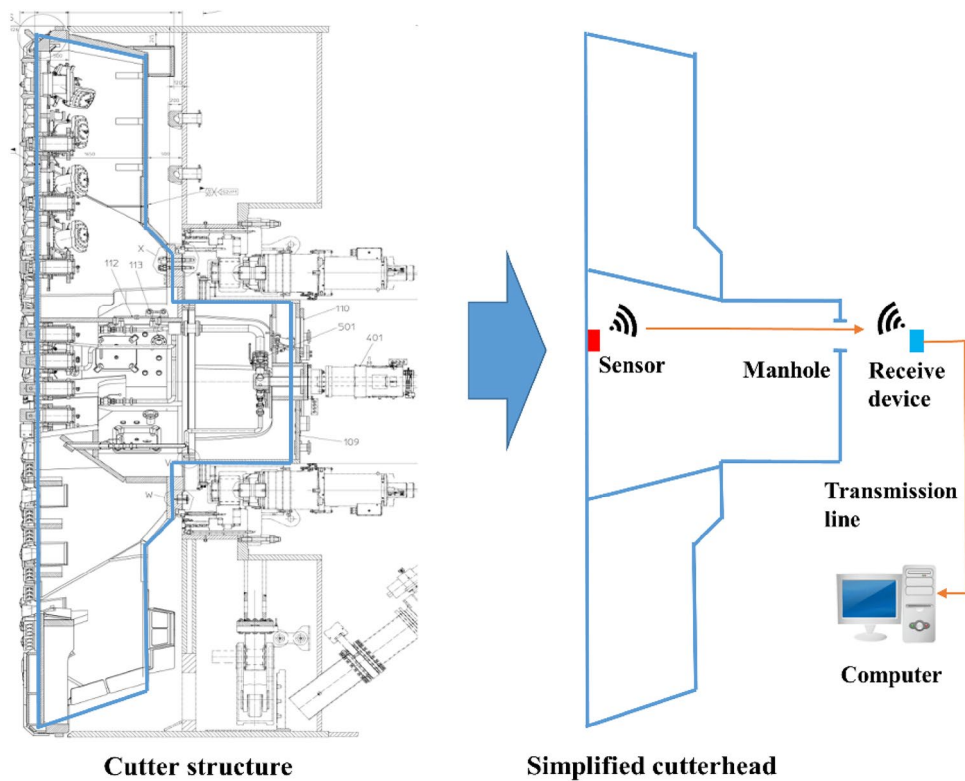 X
112
113
110
501
401
109
W
Sensor
Manhole
Receive
device
Transmission
line
Computer
Cutter structure
Simplified cutterhead